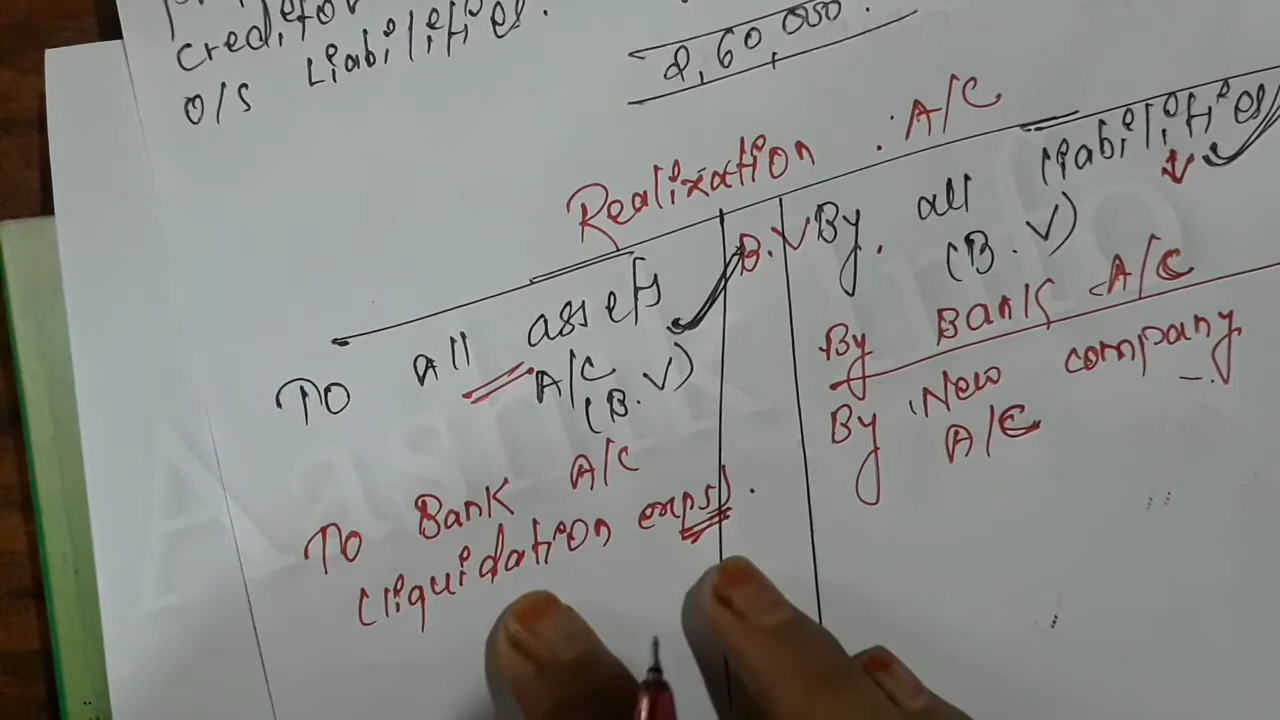 creditor
o/s Liabilities.
2,60,000.
Realization A/C
To all assets
A/C
(B.V)
To Bank A/C
(liquidation exps).
B.V
By. all liabilities
(B.V)
By Bank A/C
By New company
A/C